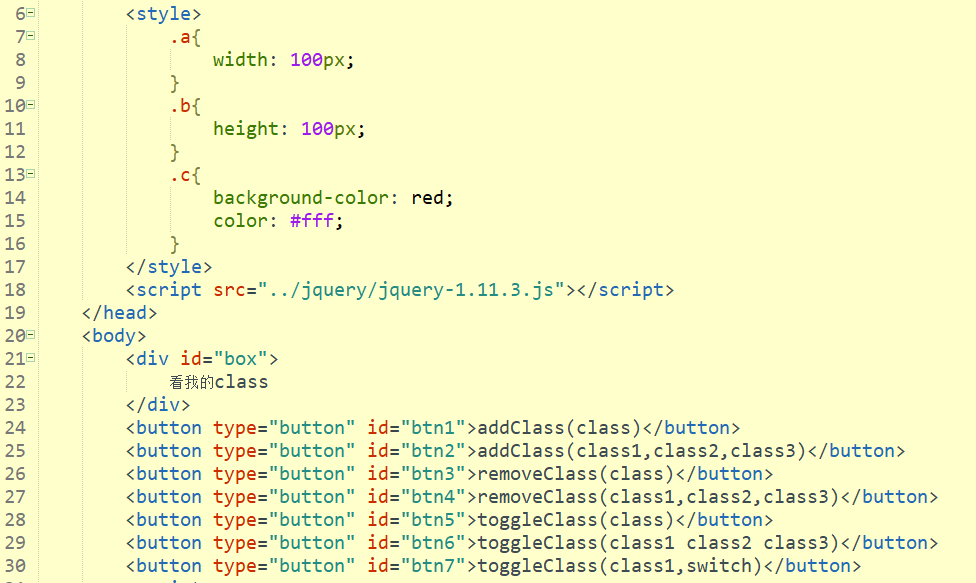 6 <style>
7 .a{
8 width: 100px;
9 }
10 .b{
11 height: 100px;
12 }
13 .c{
14 background-color: red;
15 color: #fff;
16 }
17 </style>
18 <script src="../jquery/jquery-1.11.3.js"></script>
19 </head>
20 <body>
21 <div id="box">
22 看我的class
23 </div>
24 <button type="button" id="btn1">addClass(class)</button>
25 <button type="button" id="btn2">addClass(class1,class2,class3)</button>
26 <button type="button" id="btn3">removeClass(class)</button>
27 <button type="button" id="btn4">removeClass(class1,class2,class3)</button>
28 <button type="button" id="btn5">toggleClass(class)</button>
29 <button type="button" id="btn6">toggleClass(class1 class2 class3)</button>
30 <button type="button" id="btn7">toggleClass(class1,switch)</button>